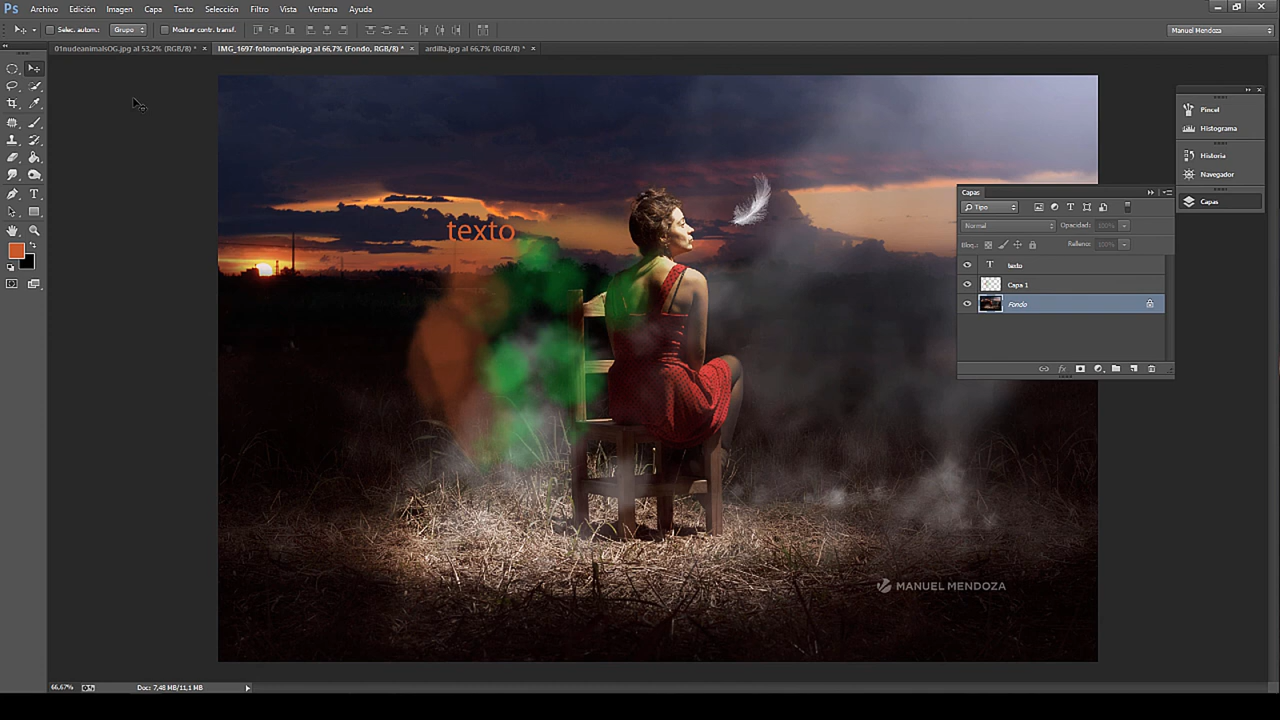 Ps Archivo Edición Imagen Capa Texto Selección Filtro Vista Ventana Ayuda
Selec. autom.: Grupo Mostrar contr. transf. Manuel Mendoza
01nudeanimalsOG.jpg al 53,2% (RGB/8) * × IMG_1697-fotomontaje.jpg al 66,7% (Fondo, RGB/8) * × ardilla.jpg al 66,7% (RGB/8) * ×
Pincel
Histograma
Historia
Navegador
Capas
Capas
Tipo
Normal Opacidad: 100%
Bloq.: Relleno: 100%
T texto
Capa 1
Fondo
texto
MANUEL MENDOZA
66,67% Doc: 7,48 MB/11,1 MB